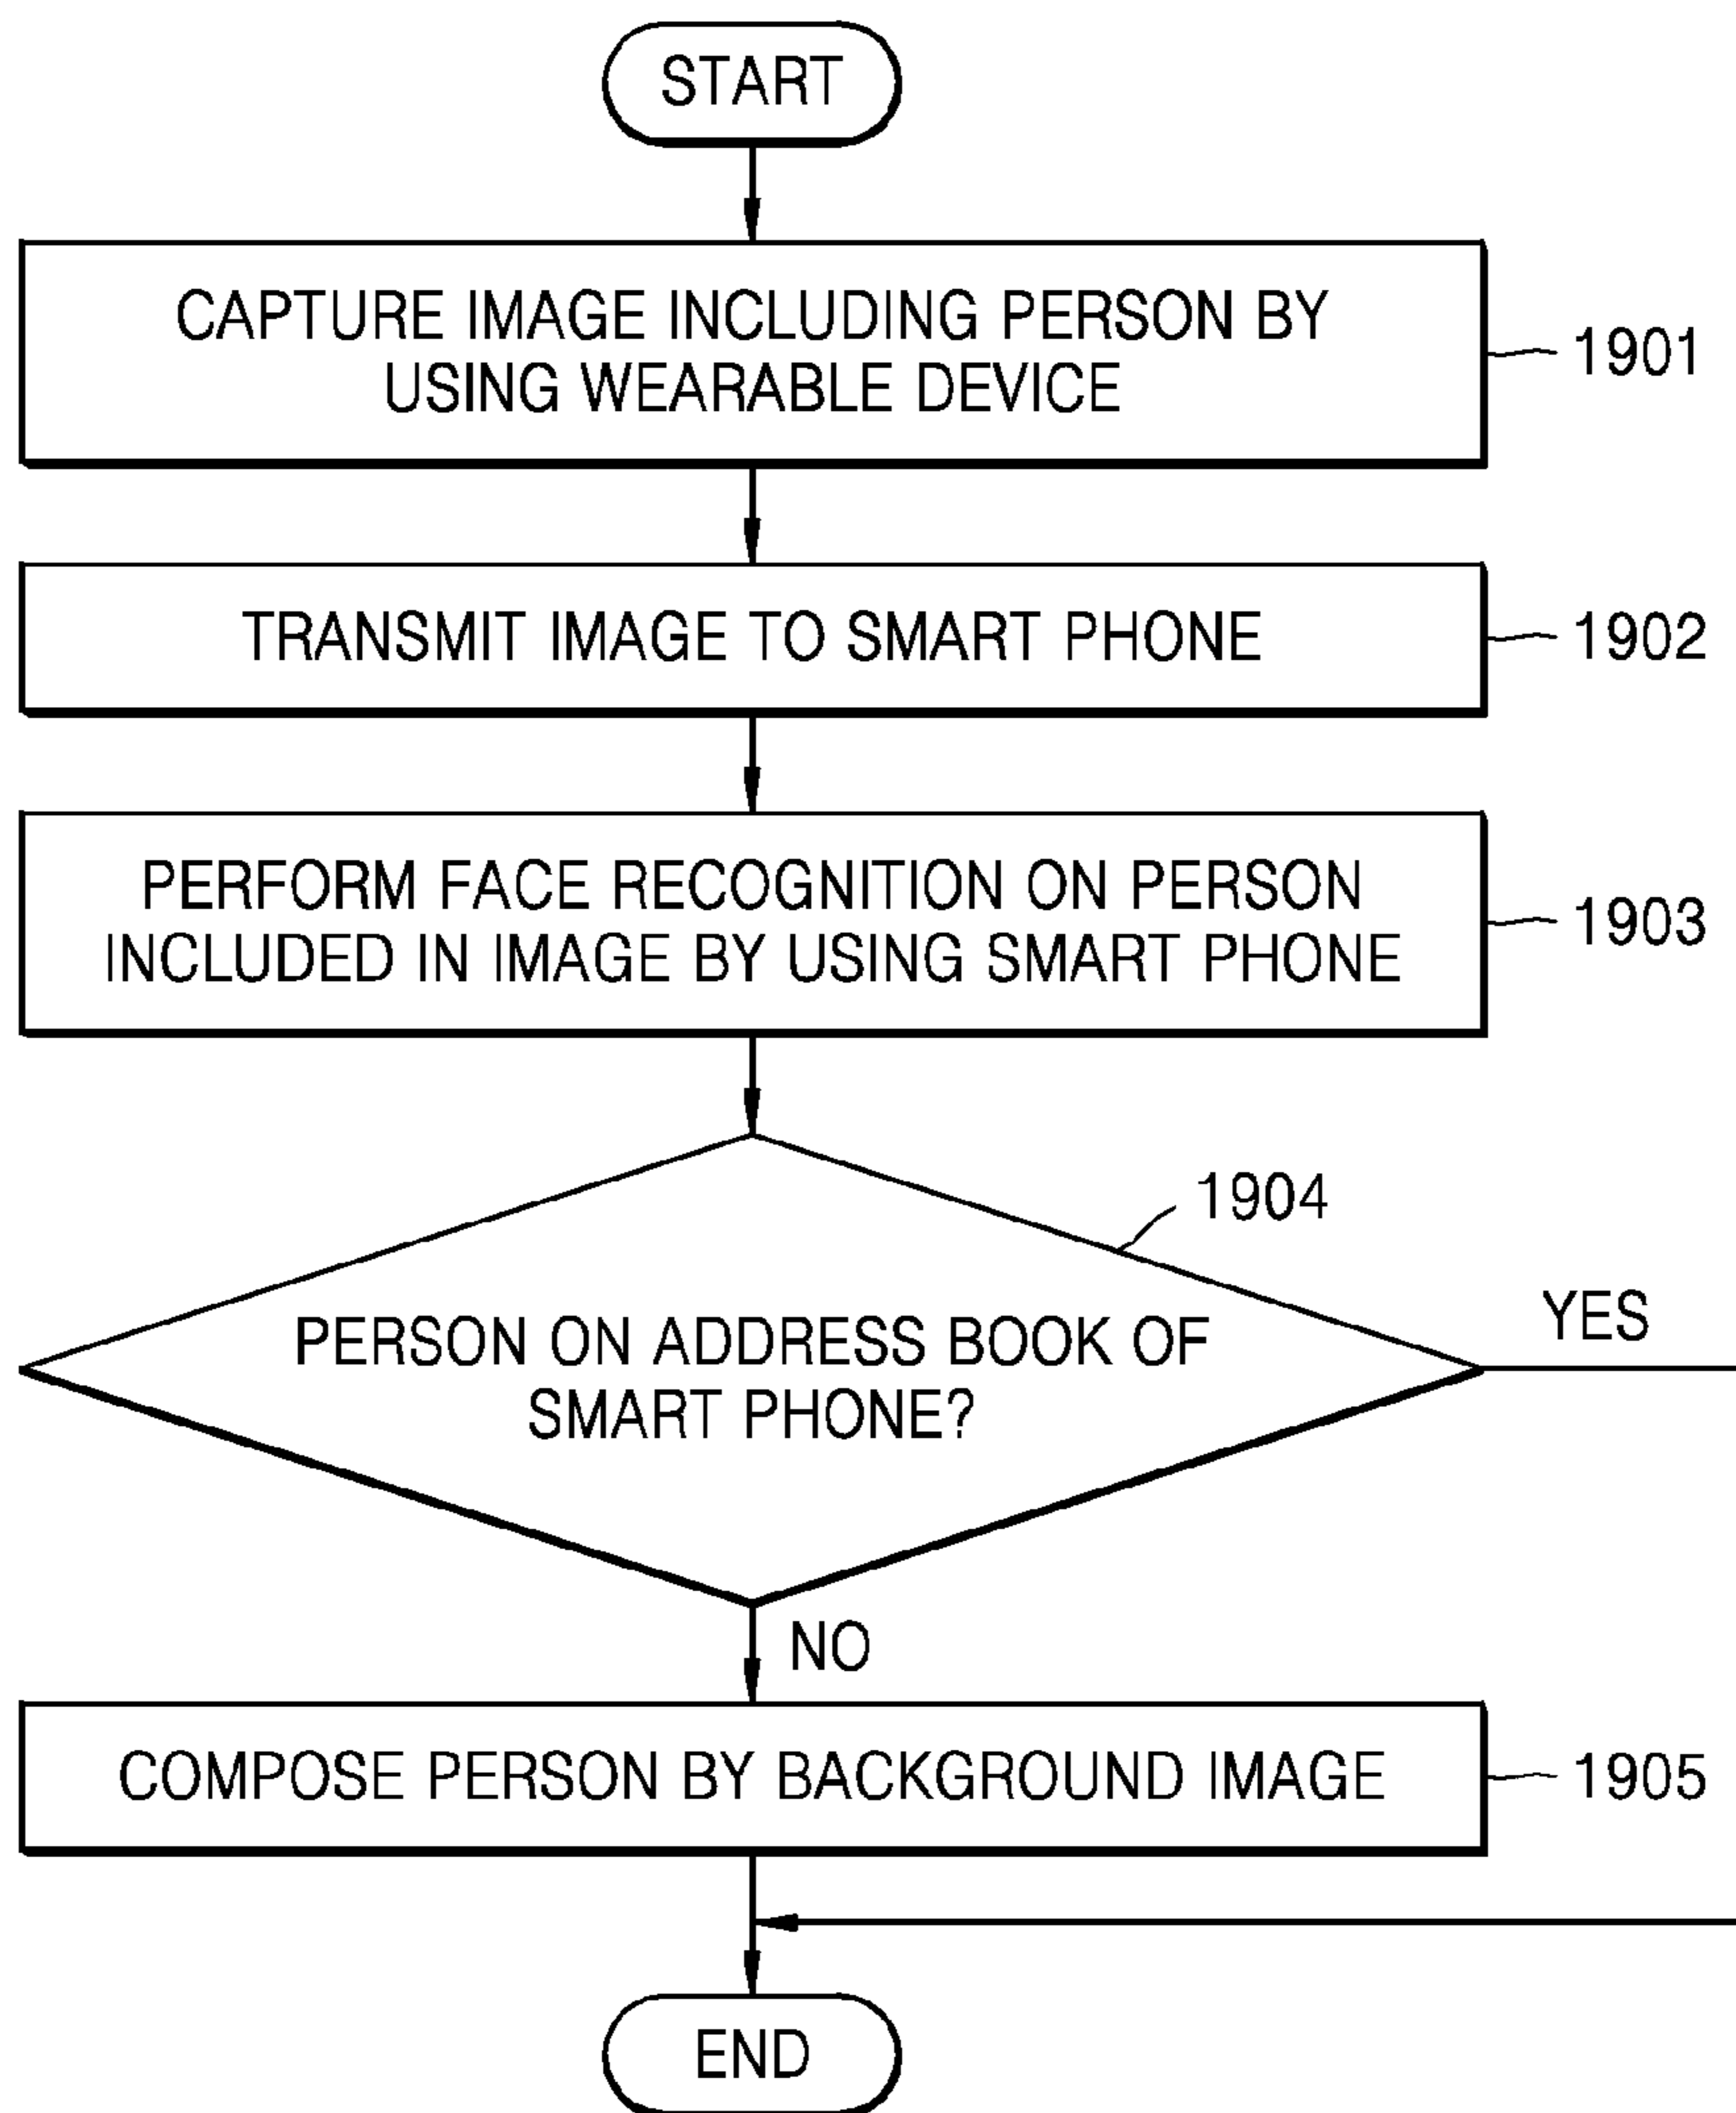 START
CAPTURE IMAGE INCLUDING PERSON BY
USING WEARABLE DEVICE
1901
TRANSMIT IMAGE TO SMART PHONE
1902
PERFORM FACE RECOGNITION ON PERSON
INCLUDED IN IMAGE BY USING SMART PHONE
1903
1904
PERSON ON ADDRESS BOOK OF
SMART PHONE?
YES
NO
COMPOSE PERSON BY BACKGROUND IMAGE
1905
END